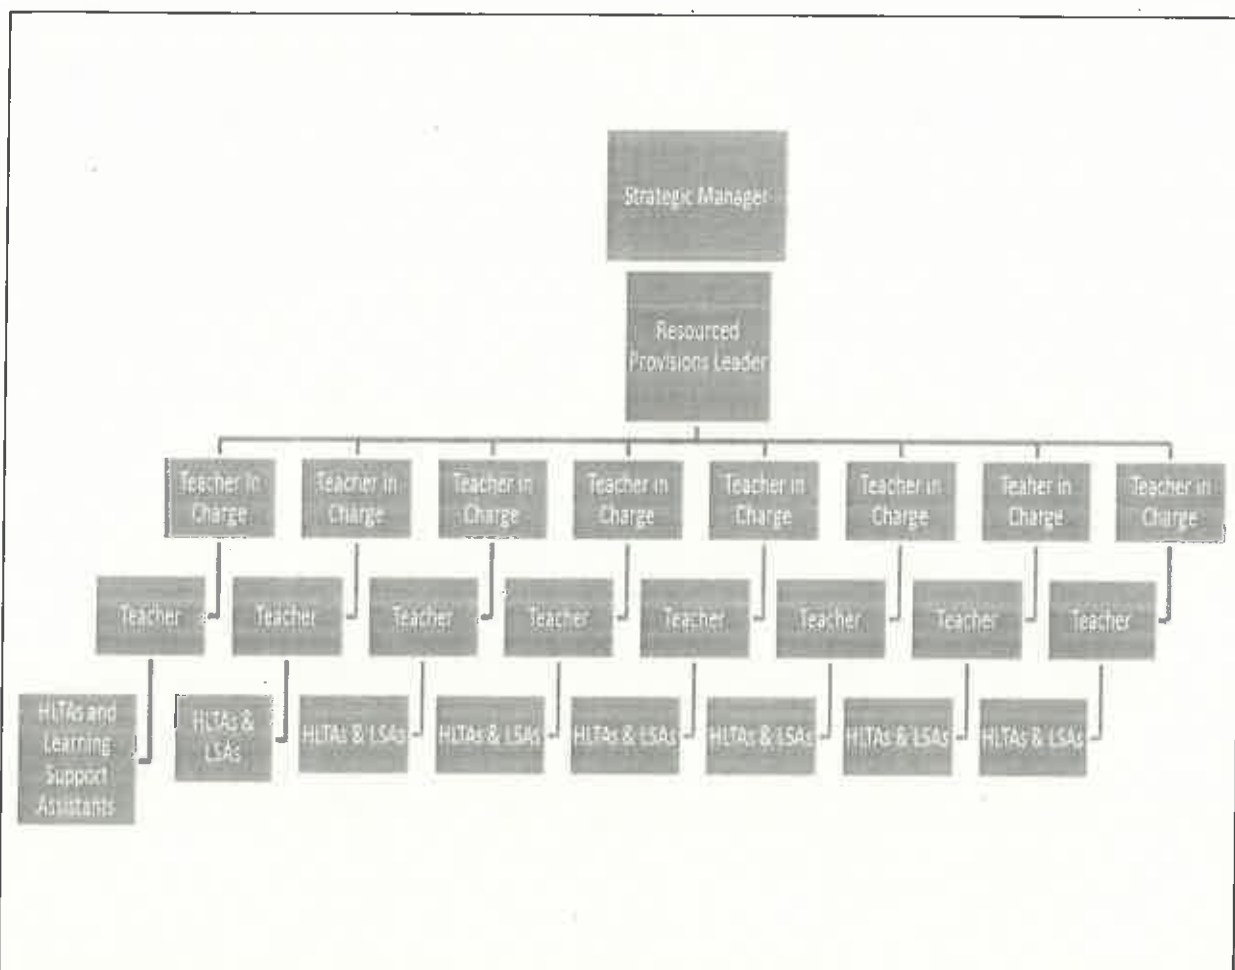 Strategic Manager
Resourced
Provisions Leader
Teacher in
Charge
Teacher in
Charge
Teacher in
Charge
Teacher in
Charge
Teacher in
Charge
Teacher in
Charge
Teaher in
Charge
Teacher in
Charge
Teacher
Teacher
Teacher
Teacher
Teacher
Teacher
Teacher
Teacher
HLTAs and
Learning
Support
Assistants
HLTAs &
LSAs
HLTAs & LSAs
HLTAs & LSAs
HLTAs & LSAs
HLTAs & LSAs
HLTAs & LSAs
HLTAs & LSAs